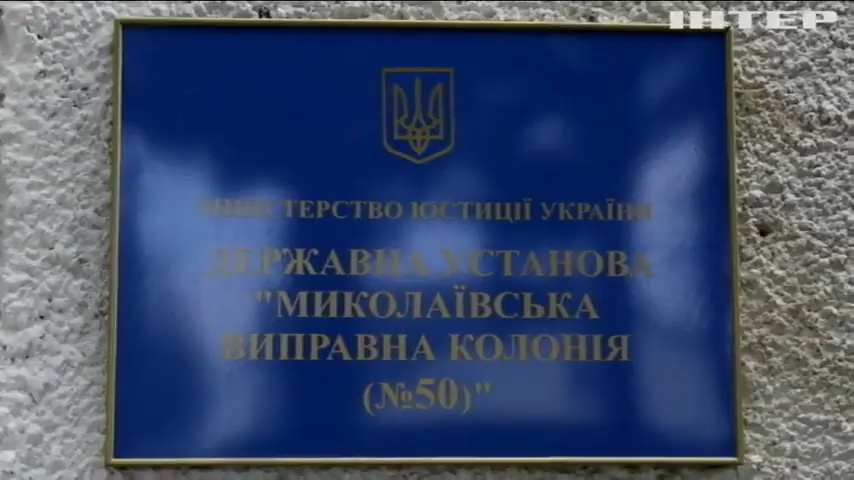 ІНТЕР
МІНІСТЕРСТВО ЮСТИЦІЇ УКРАЇНИ
ДЕРЖАВНА УСТАНОВА
"МИКОЛАЇВСЬКА
ВИПРАВНА КОЛОНІЯ
(№50)"